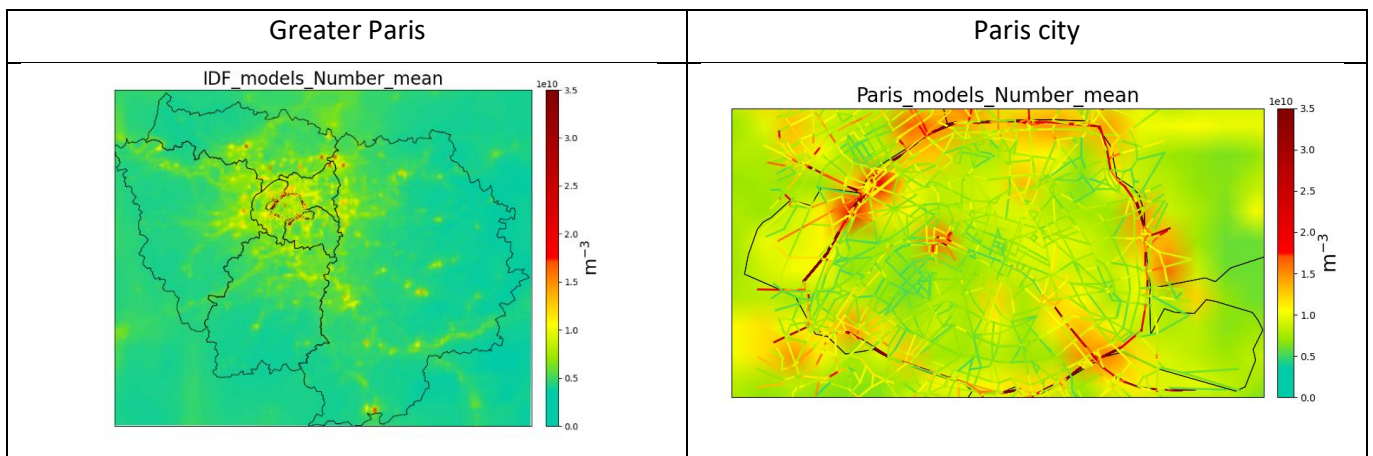 Greater Paris
Paris city
IDF_models_Number_mean
1e10
3.5
3.0
2.5
2.0
1.5
1.0
0.5
0.0
m⁻³
Paris_models_Number_mean
1e10
3.5
3.0
2.5
2.0
1.5
1.0
0.5
0.0
m⁻³